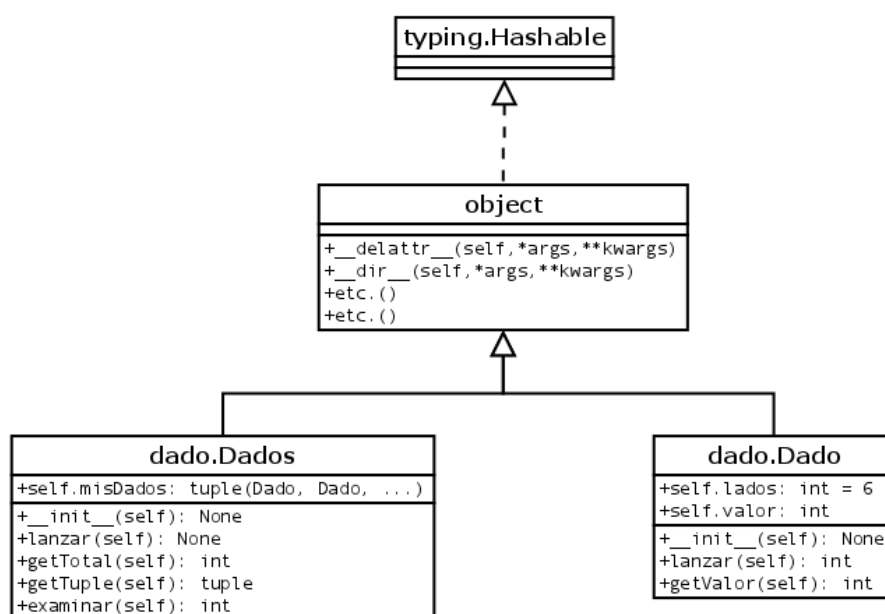 typing.Hashable
object
+__delattr__(self,*args,**kwargs)
+__dir__(self,*args,**kwargs)
+etc.()
+etc.()
dado.Dados
+self.misDados: tuple(Dado, Dado, ...)
+__init__(self): None
+lanzar(self): None
+getTotal(self): int
+getTuple(self): tuple
+examinar(self): int
dado.Dado
+self.lados: int = 6
+self.valor: int
+__init__(self): None
+lanzar(self): int
+getValor(self): int